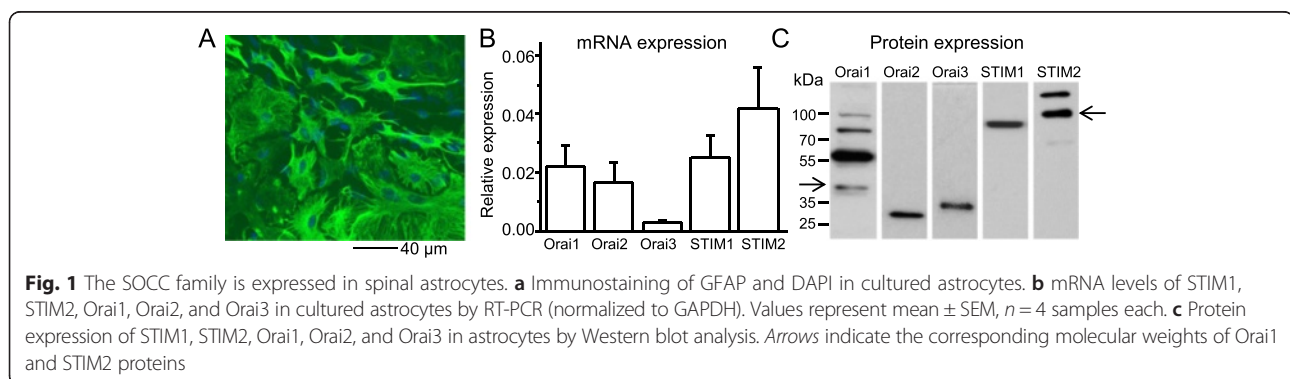 A
40 µm
B
mRNA expression
Relative expression
0.06
0.04
0.02
0.00
Orai1 Orai2 Orai3 STIM1 STIM2
C
Protein expression
kDa
Orai1 Orai2 Orai3 STIM1 STIM2
100
70
55
35
25
Fig. 1 The SOCC family is expressed in spinal astrocytes. a Immunostaining of GFAP and DAPI in cultured astrocytes. b mRNA levels of STIM1,
STIM2, Orai1, Orai2, and Orai3 in cultured astrocytes by RT-PCR (normalized to GAPDH). Values represent mean ± SEM, n = 4 samples each. c Protein
expression of STIM1, STIM2, Orai1, Orai2, and Orai3 in astrocytes by Western blot analysis. Arrows indicate the corresponding molecular weights of Orai1
and STIM2 proteins